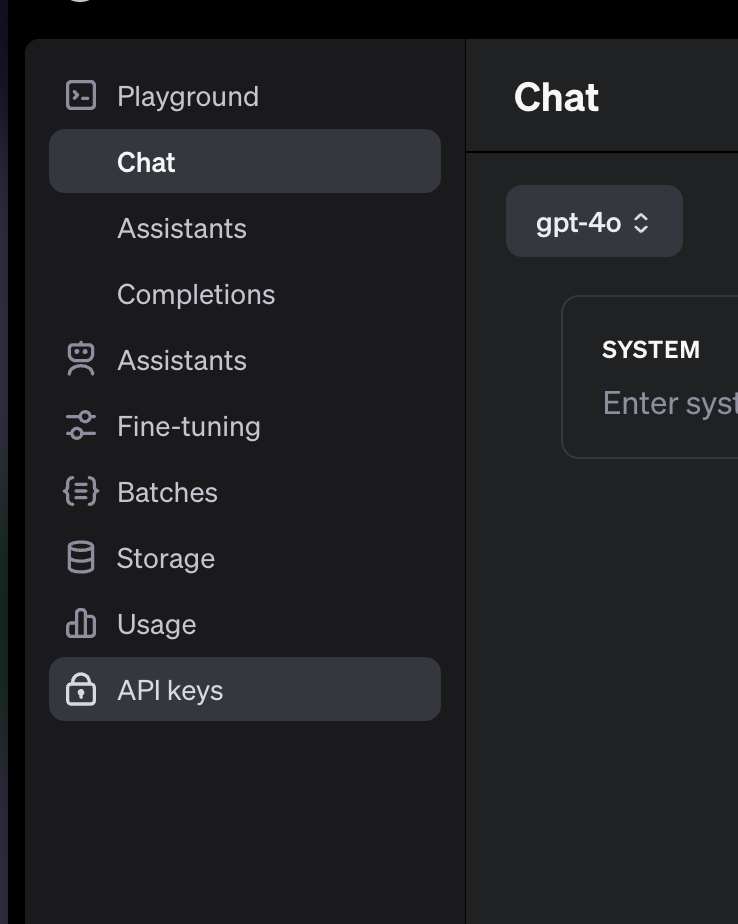 Playground
Chat
Assistants
Completions
Assistants
Fine-tuning
Batches
Storage
Usage
API keys
Chat
gpt-4o
SYSTEM
Enter syst